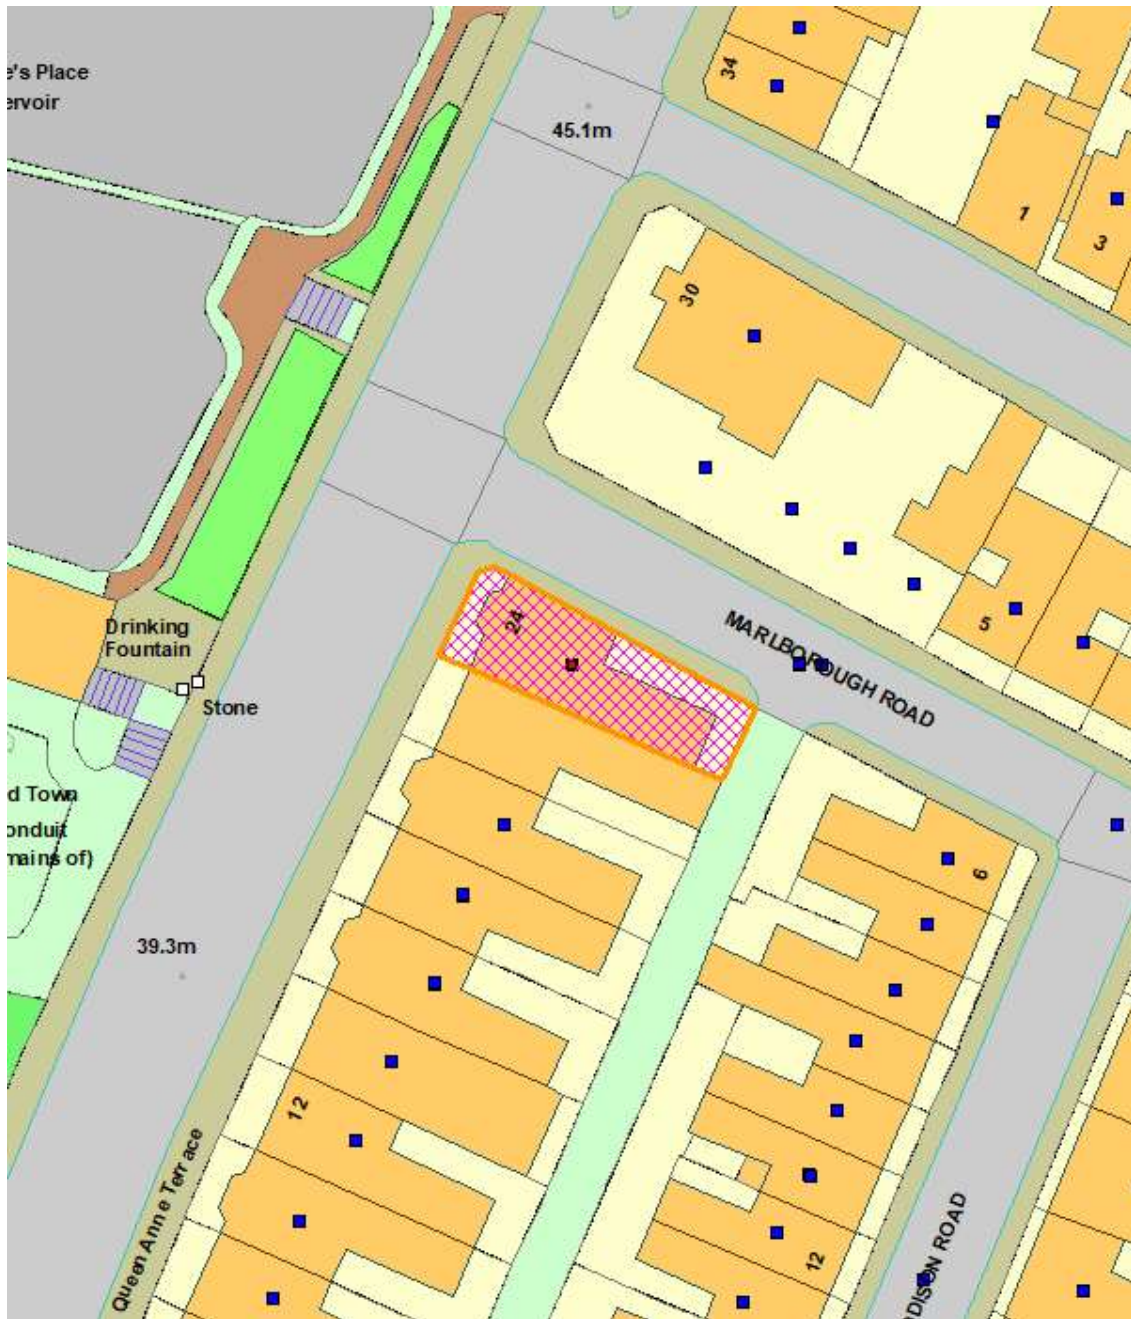 e's Place
ervoir
45.1m
34
1
3
30
Drinking
Fountain
Stone
24
MARLBOROUGH ROAD
5
d Town
onduit
mains of)
6
39.3m
12
Queen Anne Terrace
12
DDISON ROAD